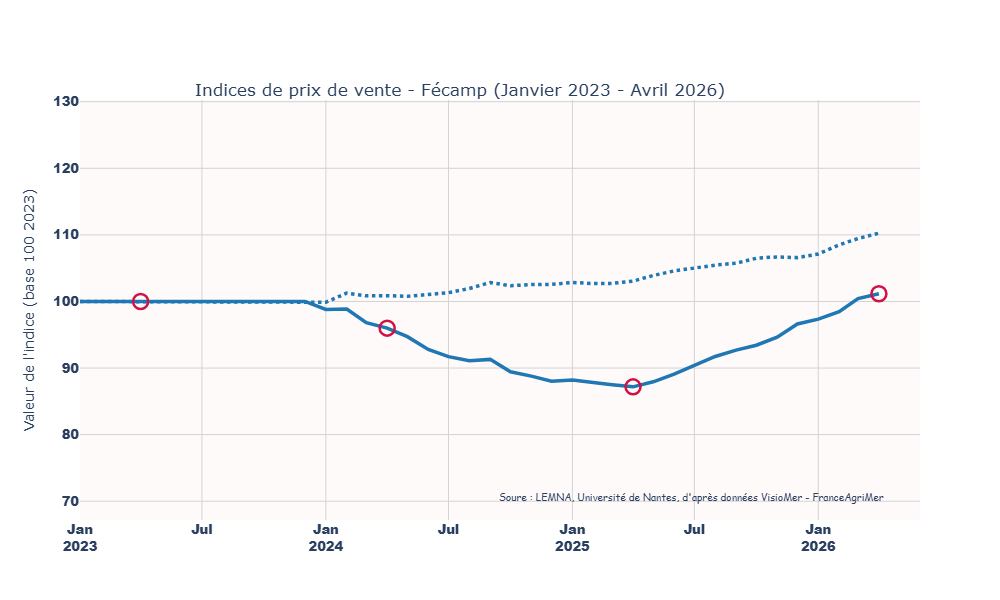 Indices de prix de vente - Fécamp (Janvier 2023 - Avril 2026)
130
120
110
100
90
80
70
Valeur de l'indice (base 100 2023)
Soure : LEMNA, Université de Nantes, d'après données VisioMer - FranceAgriMer
Jan Jul Jan Jul Jan Jul Jan
2023 2024 2025 2026